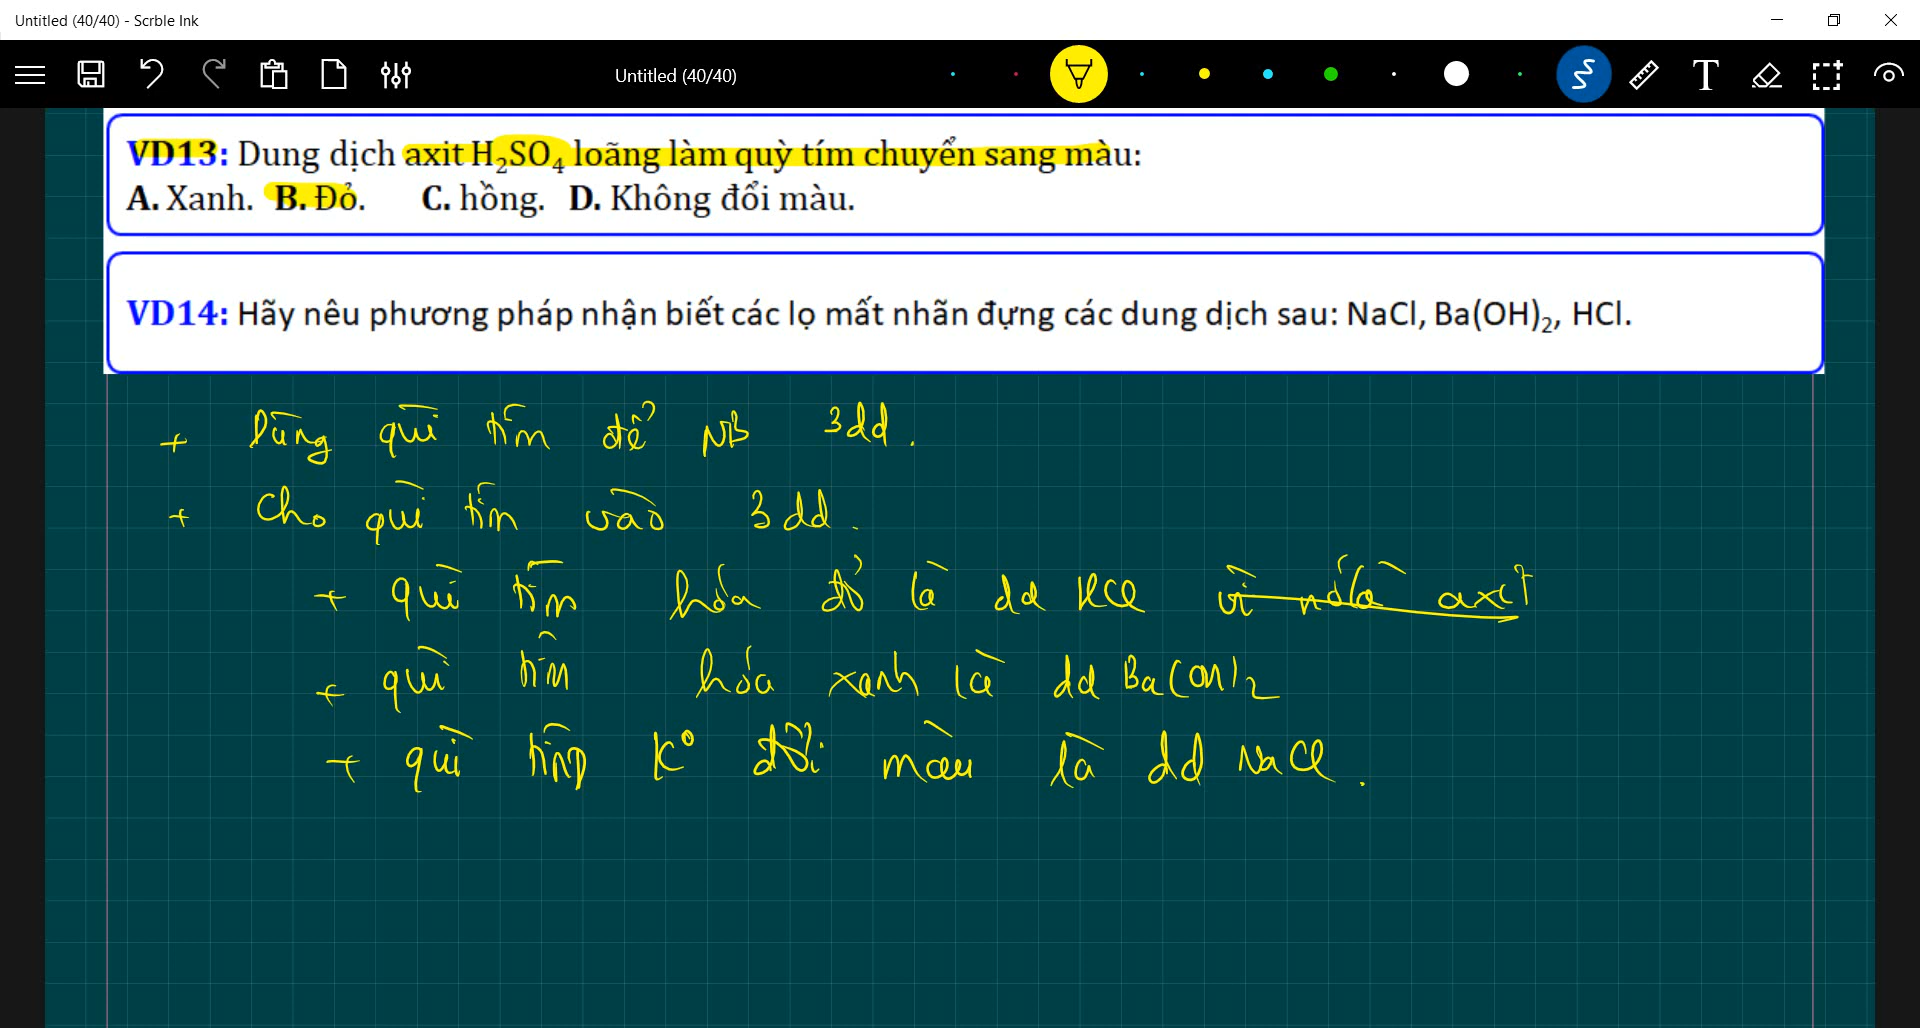 Untitled (40/40) - Scrble Ink
Untitled (40/40)
T
VD13: Dung dịch axit H₂SO₄ loãng làm quỳ tím chuyển sang màu:
A. Xanh. B. Đỏ. C. hồng. D. Không đổi màu.
VD14: Hãy nêu phương pháp nhận biết các lọ mất nhãn đựng các dung dịch sau: NaCl, Ba(OH)₂, HCl.
+ Dùng quì tím để NB 3dd.
+ Cho quì tím vào 3 dd.
+ quì tím hóa đỏ là dd HCl vì nó là axit
+ quì tím hóa xanh là dd Ba(OH)₂
+ quì tím K° đổi màu là dd NaCl.